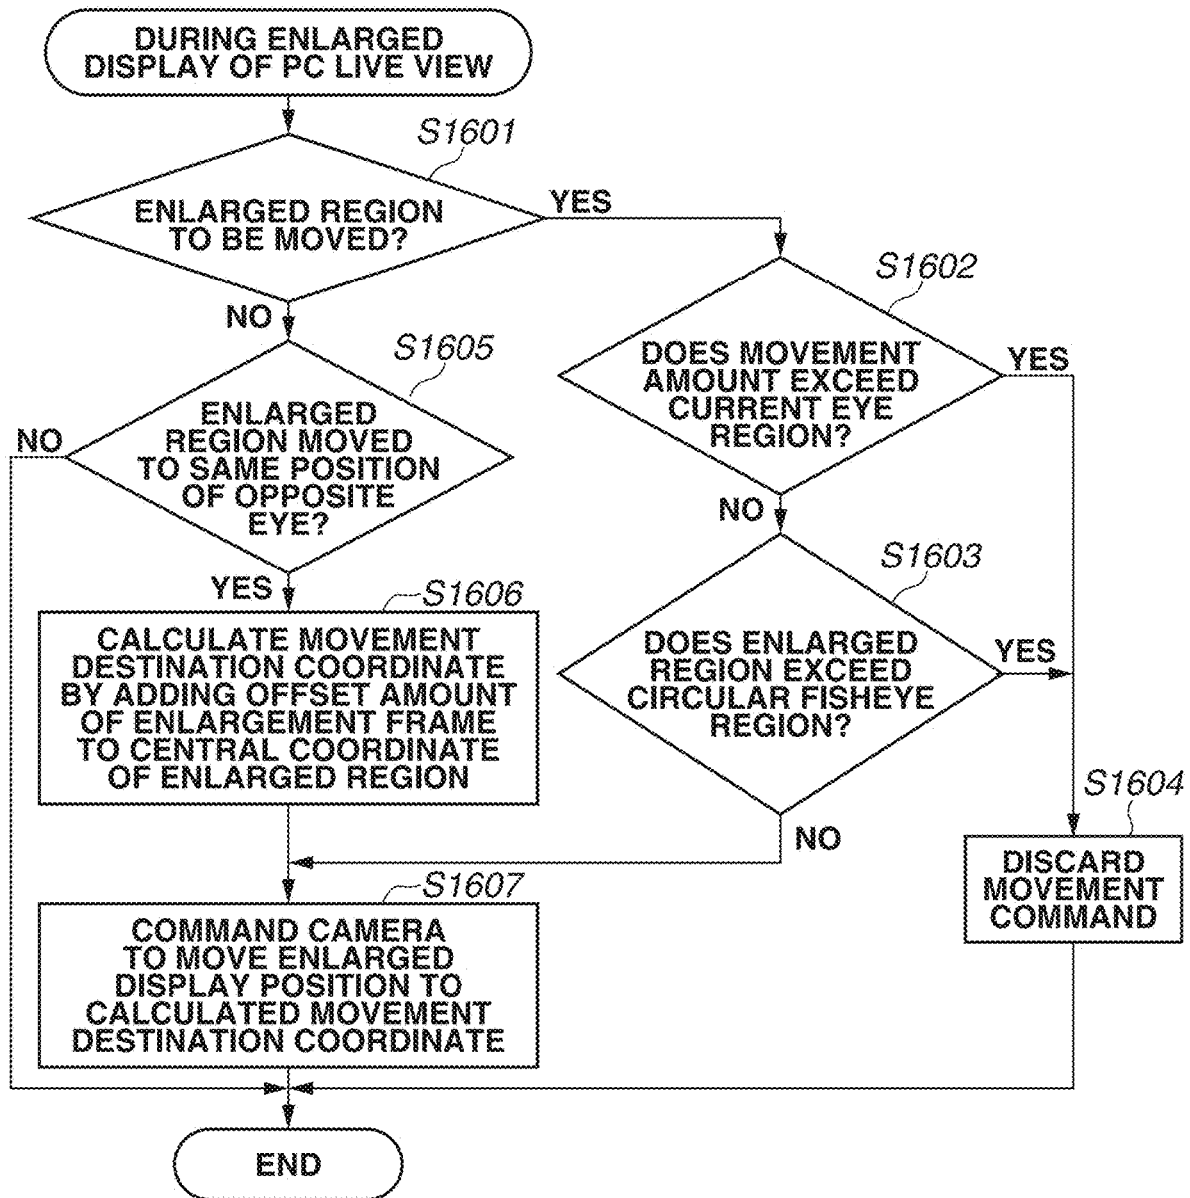 DURING ENLARGED
DISPLAY OF PC LIVE VIEW
S1601
ENLARGED REGION
TO BE MOVED?
YES
NO
S1602
DOES MOVEMENT
AMOUNT EXCEED
CURRENT EYE
REGION?
YES
NO
S1605
ENLARGED
REGION MOVED
TO SAME POSITION
OF OPPOSITE
EYE?
NO
YES
S1603
DOES ENLARGED
REGION EXCEED
CIRCULAR FISHEYE
REGION?
YES
NO
S1606
CALCULATE MOVEMENT
DESTINATION COORDINATE
BY ADDING OFFSET AMOUNT
OF ENLARGEMENT FRAME
TO CENTRAL COORDINATE
OF ENLARGED REGION
S1604
DISCARD
MOVEMENT
COMMAND
S1607
COMMAND CAMERA
TO MOVE ENLARGED
DISPLAY POSITION TO
CALCULATED MOVEMENT
DESTINATION COORDINATE
END